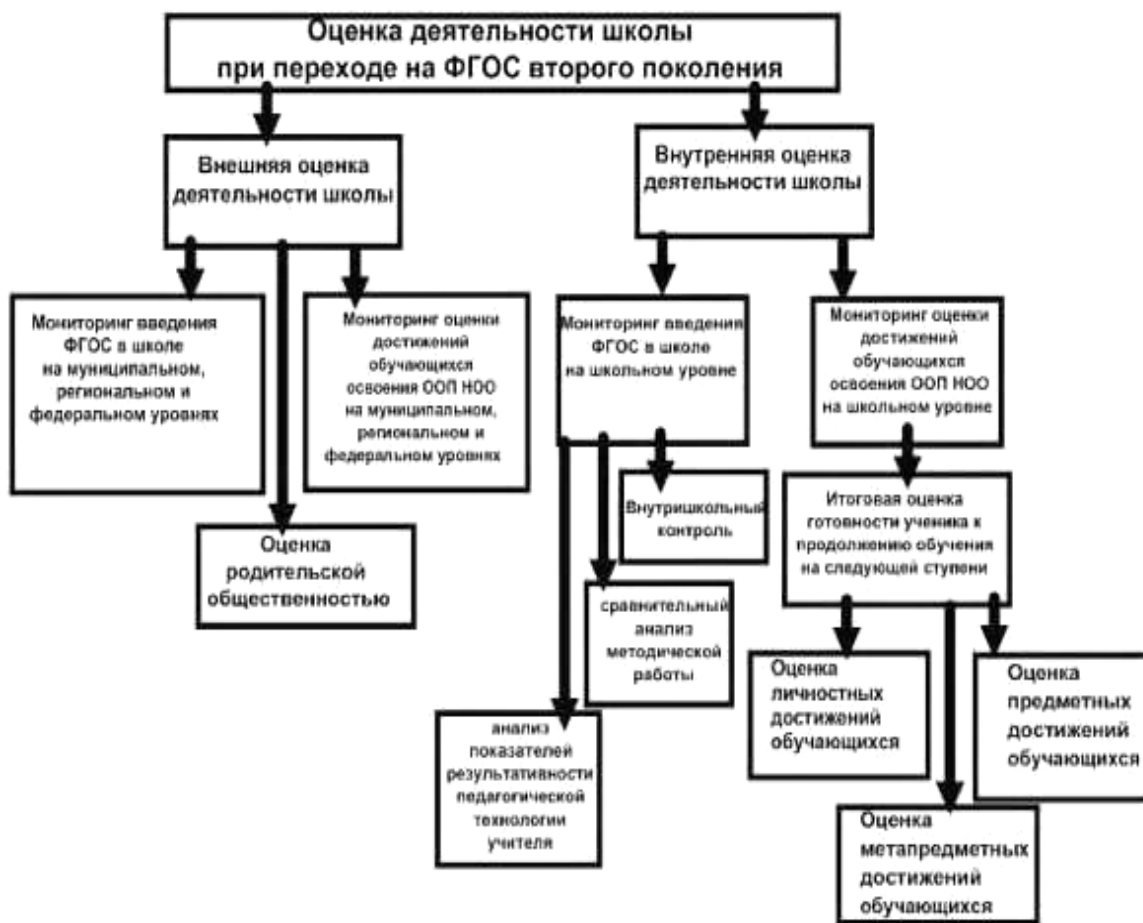 Оценка деятельности школы
при переходе на ФГОС второго поколения
Внешняя оценка
деятельности школы
Внутренняя оценка
деятельности школы
Мониторинг введения
ФГОС в школе
на муниципальном,
региональном и
федеральном уровнях
Мониторинг оценки
достижений
обучающихся
освоения ООП НОО
на муниципальном,
региональном и
федеральном уровнях
Мониторинг введения
ФГОС в школе
на школьном уровне
Мониторинг оценки
достижений
обучающихся
освоения ООП НОО
на школьном уровне
Оценка
родительской
общественностью
Внутришкольный
контроль
Итоговая оценка
готовности ученика к
продолжению обучения
на следующей ступени
сравнительный
анализ
методической
работы
анализ
показателей
результативности
педагогической
технологии
учителя
Оценка
личностных
достижений
обучающихся
Оценка
предметных
достижений
обучающихся
Оценка
метапредметных
достижений
обучающихся